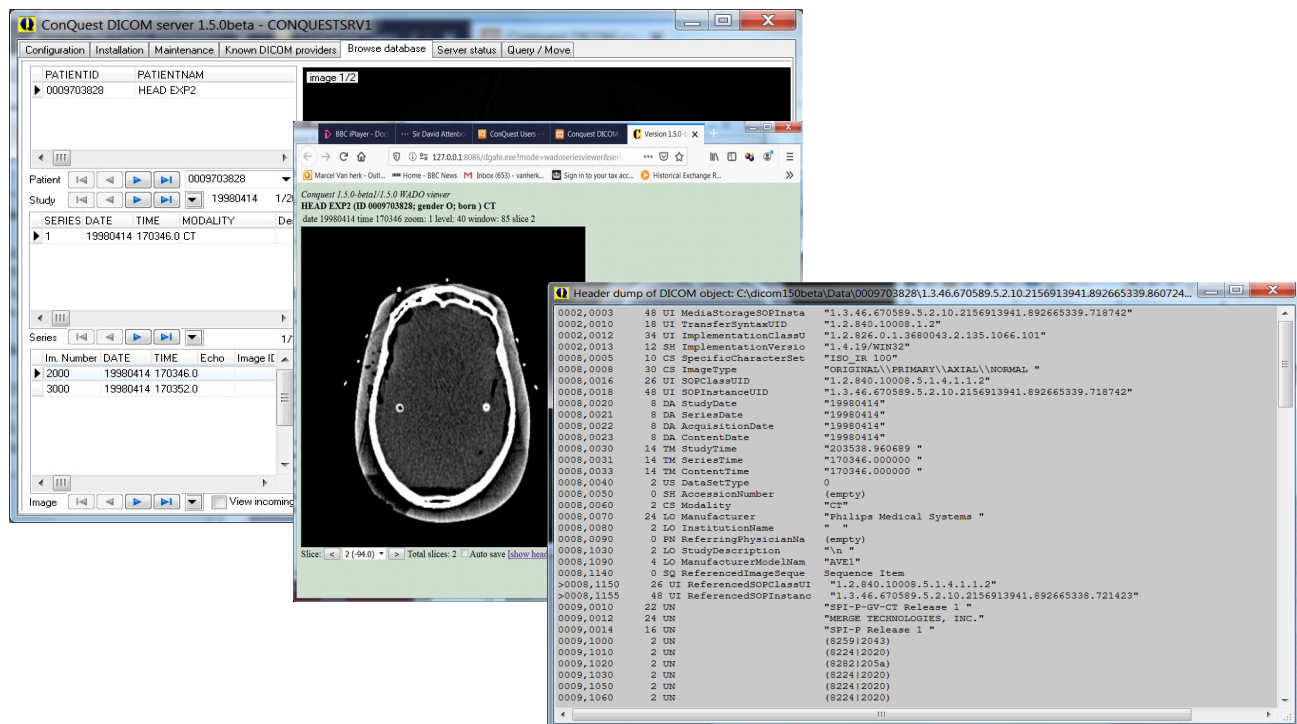 ConQuest DICOM server 1.5.0beta - CONQUESTSRV1
Configuration Installation Maintenance Known DICOM providers Browse database Server status Query / Move
PATIENTID PATIENTNAM
0009703828 HEAD EXP2
image 1/2
Patient 0009703828
Study 19980414 1/2
SERIES DATE TIME MODALITY De
1 19980414 170346.0 CT
Series 1/
Im. Number DATE TIME Echo Image IC
2000 19980414 170346.0
3000 19980414 170352.0
Image View incoming
BBC iPlayer - Doc Sir David Attenbo ConQuest Users - Conquest DICOM Version 1.5.0-b
127.0.0.1:8086/dgate.exe?mode=wadoseriesviewer&seri
Marcel Van herk - Outl... Home - BBC News Inbox (653) - vanherk... Sign in to your tax acc... Historical Exchange R...
Conquest 1.5.0-beta1/1.5.0 WADO viewer
HEAD EXP2 (ID 0009703828; gender O; born ) CT
date 19980414 time 170346 zoom: 1 level: 40 window: 85 slice 2
Slice: < 2 (-94.0) > Total slices: 2 Auto save [show head
Header dump of DICOM object: C:\dicom150beta\Data\0009703828\1.3.46.670589.5.2.10.2156913941.892665339.860724...
0002,0003 48 UI MediaStorageSOPInsta "1.3.46.670589.5.2.10.2156913941.892665339.718742"
0002,0010 18 UI TransferSyntaxUID "1.2.840.10008.1.2"
0002,0012 34 UI ImplementationClassU "1.2.826.0.1.3680043.2.135.1066.101"
0002,0013 12 SH ImplementationVersio "1.4.19/WIN32"
0008,0005 10 CS SpecificCharacterSet "ISO_IR 100"
0008,0008 30 CS ImageType "ORIGINAL\\PRIMARY\\AXIAL\\NORMAL "
0008,0016 26 UI SOPClassUID "1.2.840.10008.5.1.4.1.1.2"
0008,0018 48 UI SOPInstanceUID "1.3.46.670589.5.2.10.2156913941.892665339.718742"
0008,0020 8 DA StudyDate "19980414"
0008,0021 8 DA SeriesDate "19980414"
0008,0022 8 DA AcquisitionDate "19980414"
0008,0023 8 DA ContentDate "19980414"
0008,0030 14 TM StudyTime "203538.960689 "
0008,0031 14 TM SeriesTime "170346.000000 "
0008,0033 14 TM ContentTime "170346.000000 "
0008,0040 2 US DataSetType 0
0008,0050 0 SH AccessionNumber (empty)
0008,0060 2 CS Modality "CT"
0008,0070 24 LO Manufacturer "Philips Medical Systems "
0008,0080 2 LO InstitutionName "  "
0008,0090 0 PN ReferringPhysicianNa (empty)
0008,1030 2 LO StudyDescription "\n "
0008,1090 4 LO ManufacturerModelNam "AVE1"
0008,1140 0 SQ ReferencedImageSeque Sequence Item
>0008,1150 26 UI ReferencedSOPClassUI "1.2.840.10008.5.1.4.1.1.2"
>0008,1155 48 UI ReferencedSOPInstanc "1.3.46.670589.5.2.10.2156913941.892665338.721423"
0009,0010 22 UN "SPI-P-GV-CT Release 1 "
0009,0012 24 UN "MERGE TECHNOLOGIES, INC."
0009,0014 16 UN "SPI-P Release 1 "
0009,1000 2 UN (8259|2043)
0009,1010 2 UN (8224|2020)
0009,1020 2 UN (8282|205a)
0009,1030 2 UN (8224|2020)
0009,1050 2 UN (8224|2020)
0009,1060 2 UN (8224|2020)